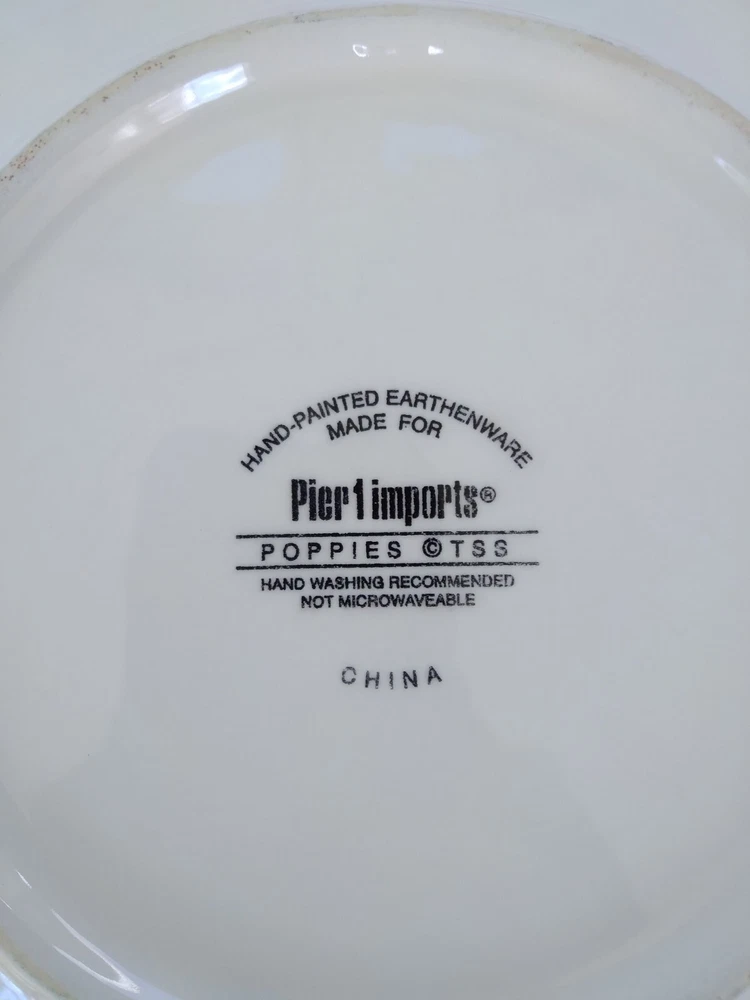 HAND-PAINTED EARTHENWARE
MADE FOR
Pier 1 imports®
POPPIES ©TSS
HAND WASHING RECOMMENDED
NOT MICROWAVEABLE
CHINA